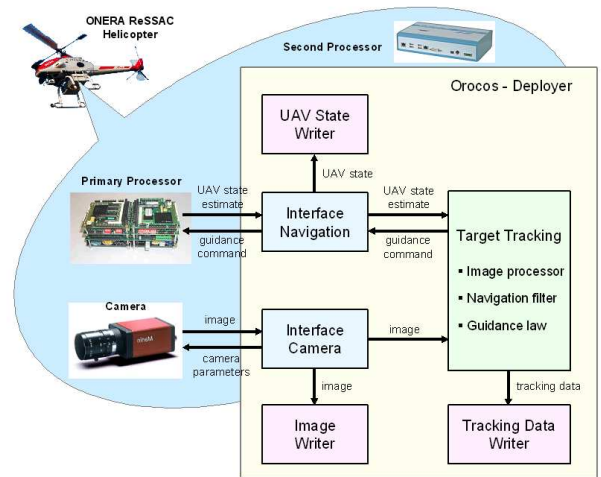 ONERA ReSSAC
Helicopter
Second Processor
Orocos - Deployer
UAV State
Writer
UAV state
Primary Processor
UAV state
estimate
guidance
command
Interface
Navigation
UAV state
estimate
guidance
command
Target Tracking
▪ Image processor
▪ Navigation filter
▪ Guidance law
Camera
image
camera
parameters
Interface
Camera
image
image
tracking data
Image
Writer
Tracking Data
Writer